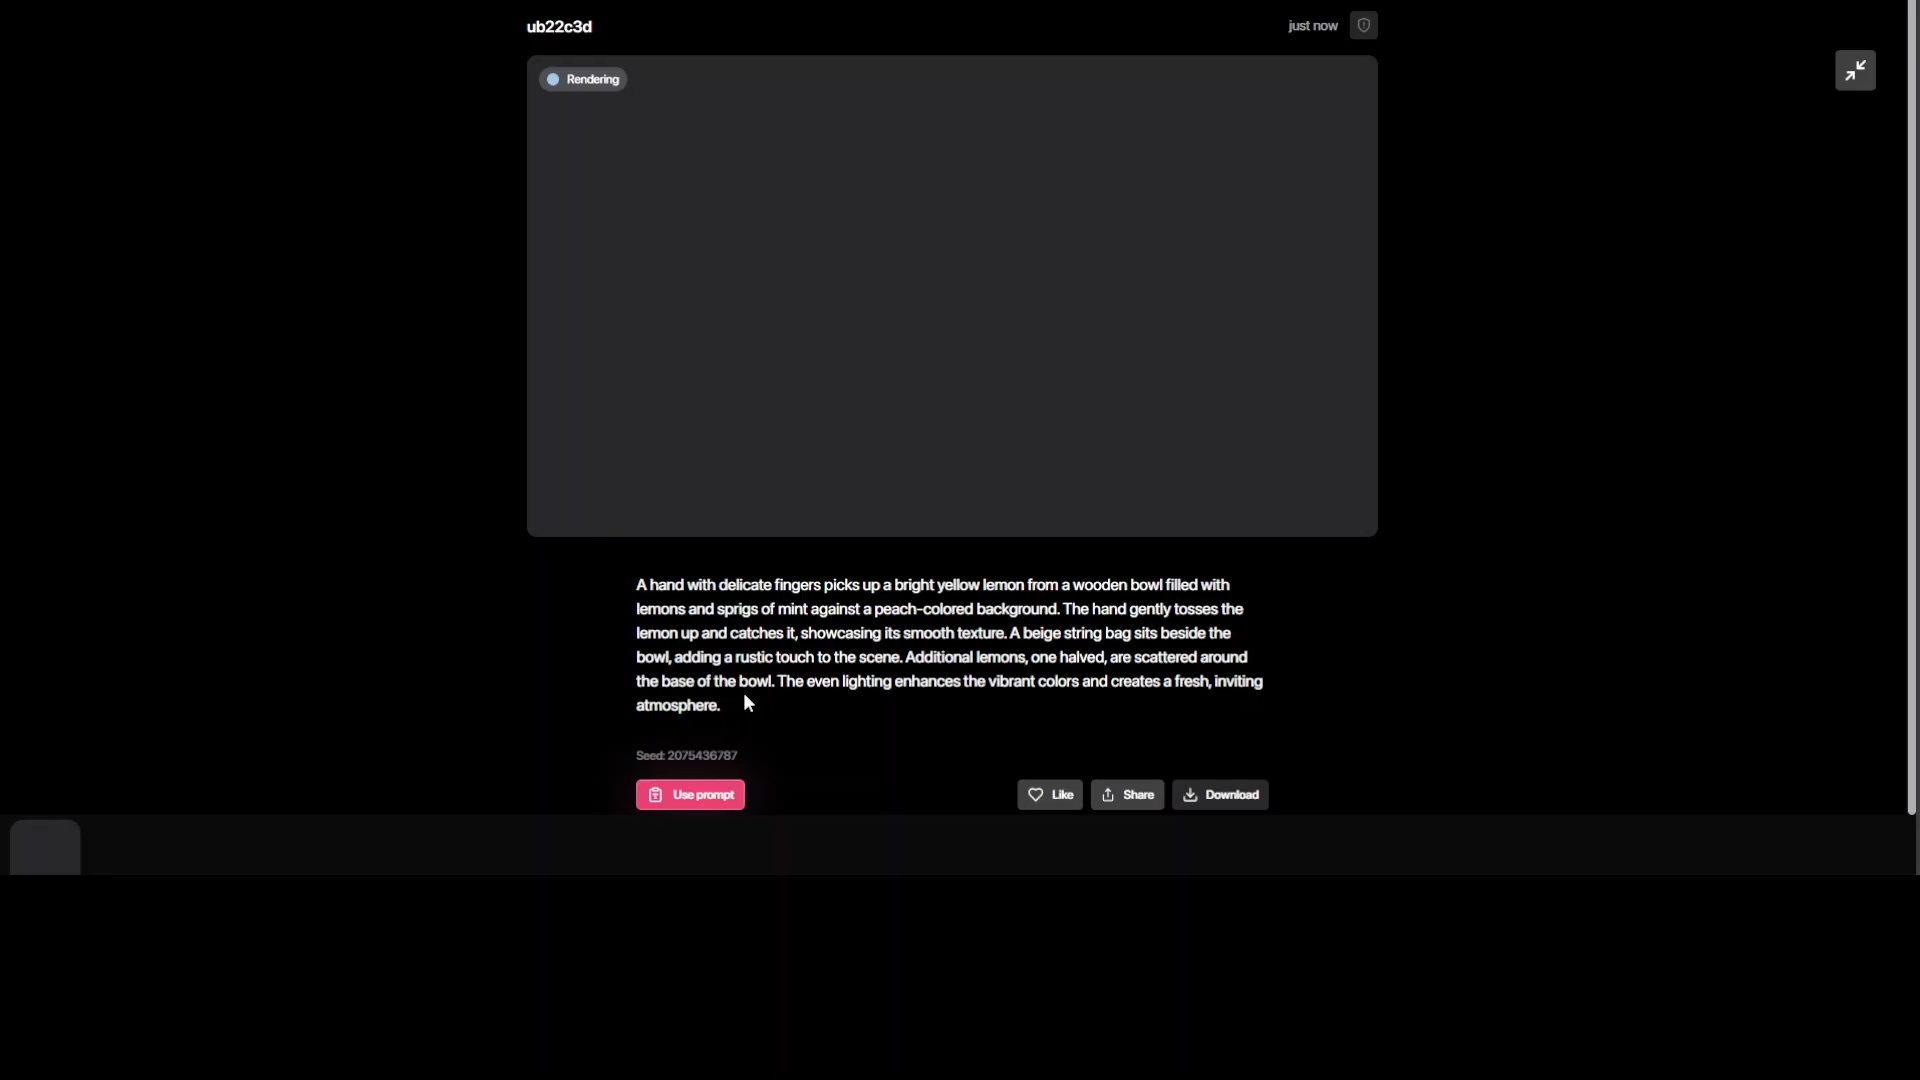 ub22c3d
just now
Rendering
A hand with delicate fingers picks up a bright yellow lemon from a wooden bowl filled with
lemons and sprigs of mint against a peach-colored background. The hand gently tosses the
lemon up and catches it, showcasing its smooth texture. A beige string bag sits beside the
bowl, adding a rustic touch to the scene. Additional lemons, one halved, are scattered around
the base of the bowl. The even lighting enhances the vibrant colors and creates a fresh, inviting
atmosphere.
Seed: 2075436787
Use prompt
Like
Share
Download